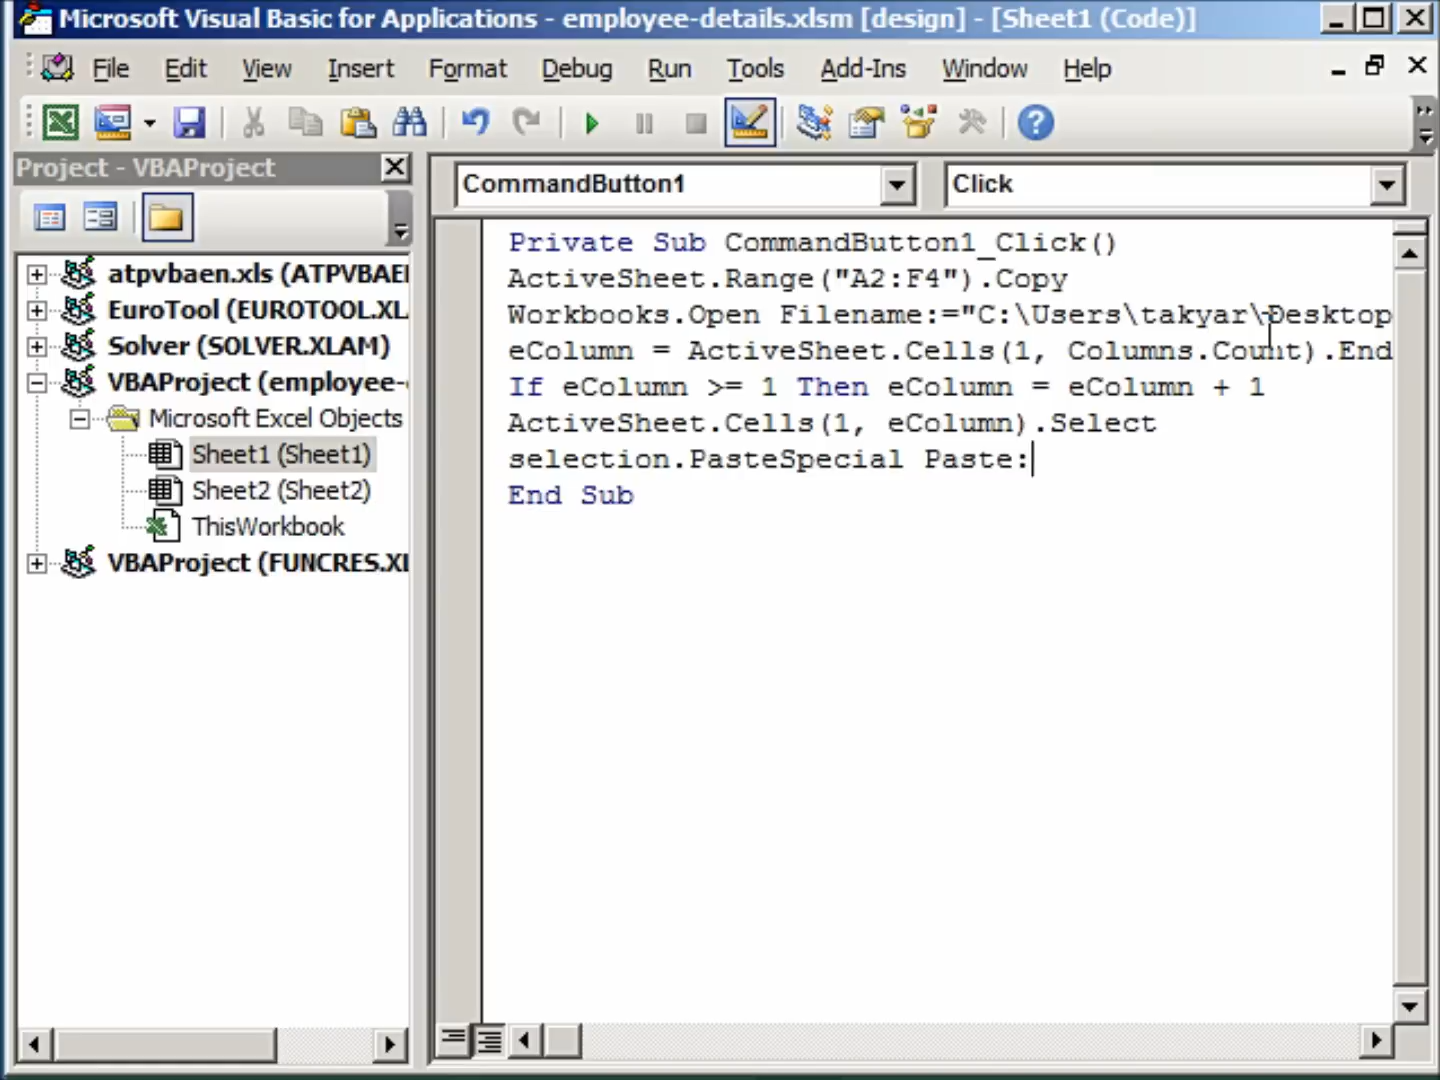 Microsoft Visual Basic for Applications - employee-details.xlsm [design] - [Sheet1 (Code)]
File Edit View Insert Format Debug Run Tools Add-Ins Window Help
Project - VBAProject
CommandButton1
Click
atpvbaen.xls (ATPVBAE
EuroTool (EUROTOOL.XL
Solver (SOLVER.XLAM)
VBAProject (employee-
Microsoft Excel Objects
Sheet1 (Sheet1)
Sheet2 (Sheet2)
ThisWorkbook
VBAProject (FUNCRES.XL
Private Sub CommandButton1_Click()
ActiveSheet.Range("A2:F4").Copy
Workbooks.Open Filename:="C:\Users\takyar\Desktop
eColumn = ActiveSheet.Cells(1, Columns.Count).End
If eColumn >= 1 Then eColumn = eColumn + 1
ActiveSheet.Cells(1, eColumn).Select
selection.PasteSpecial Paste:
End Sub